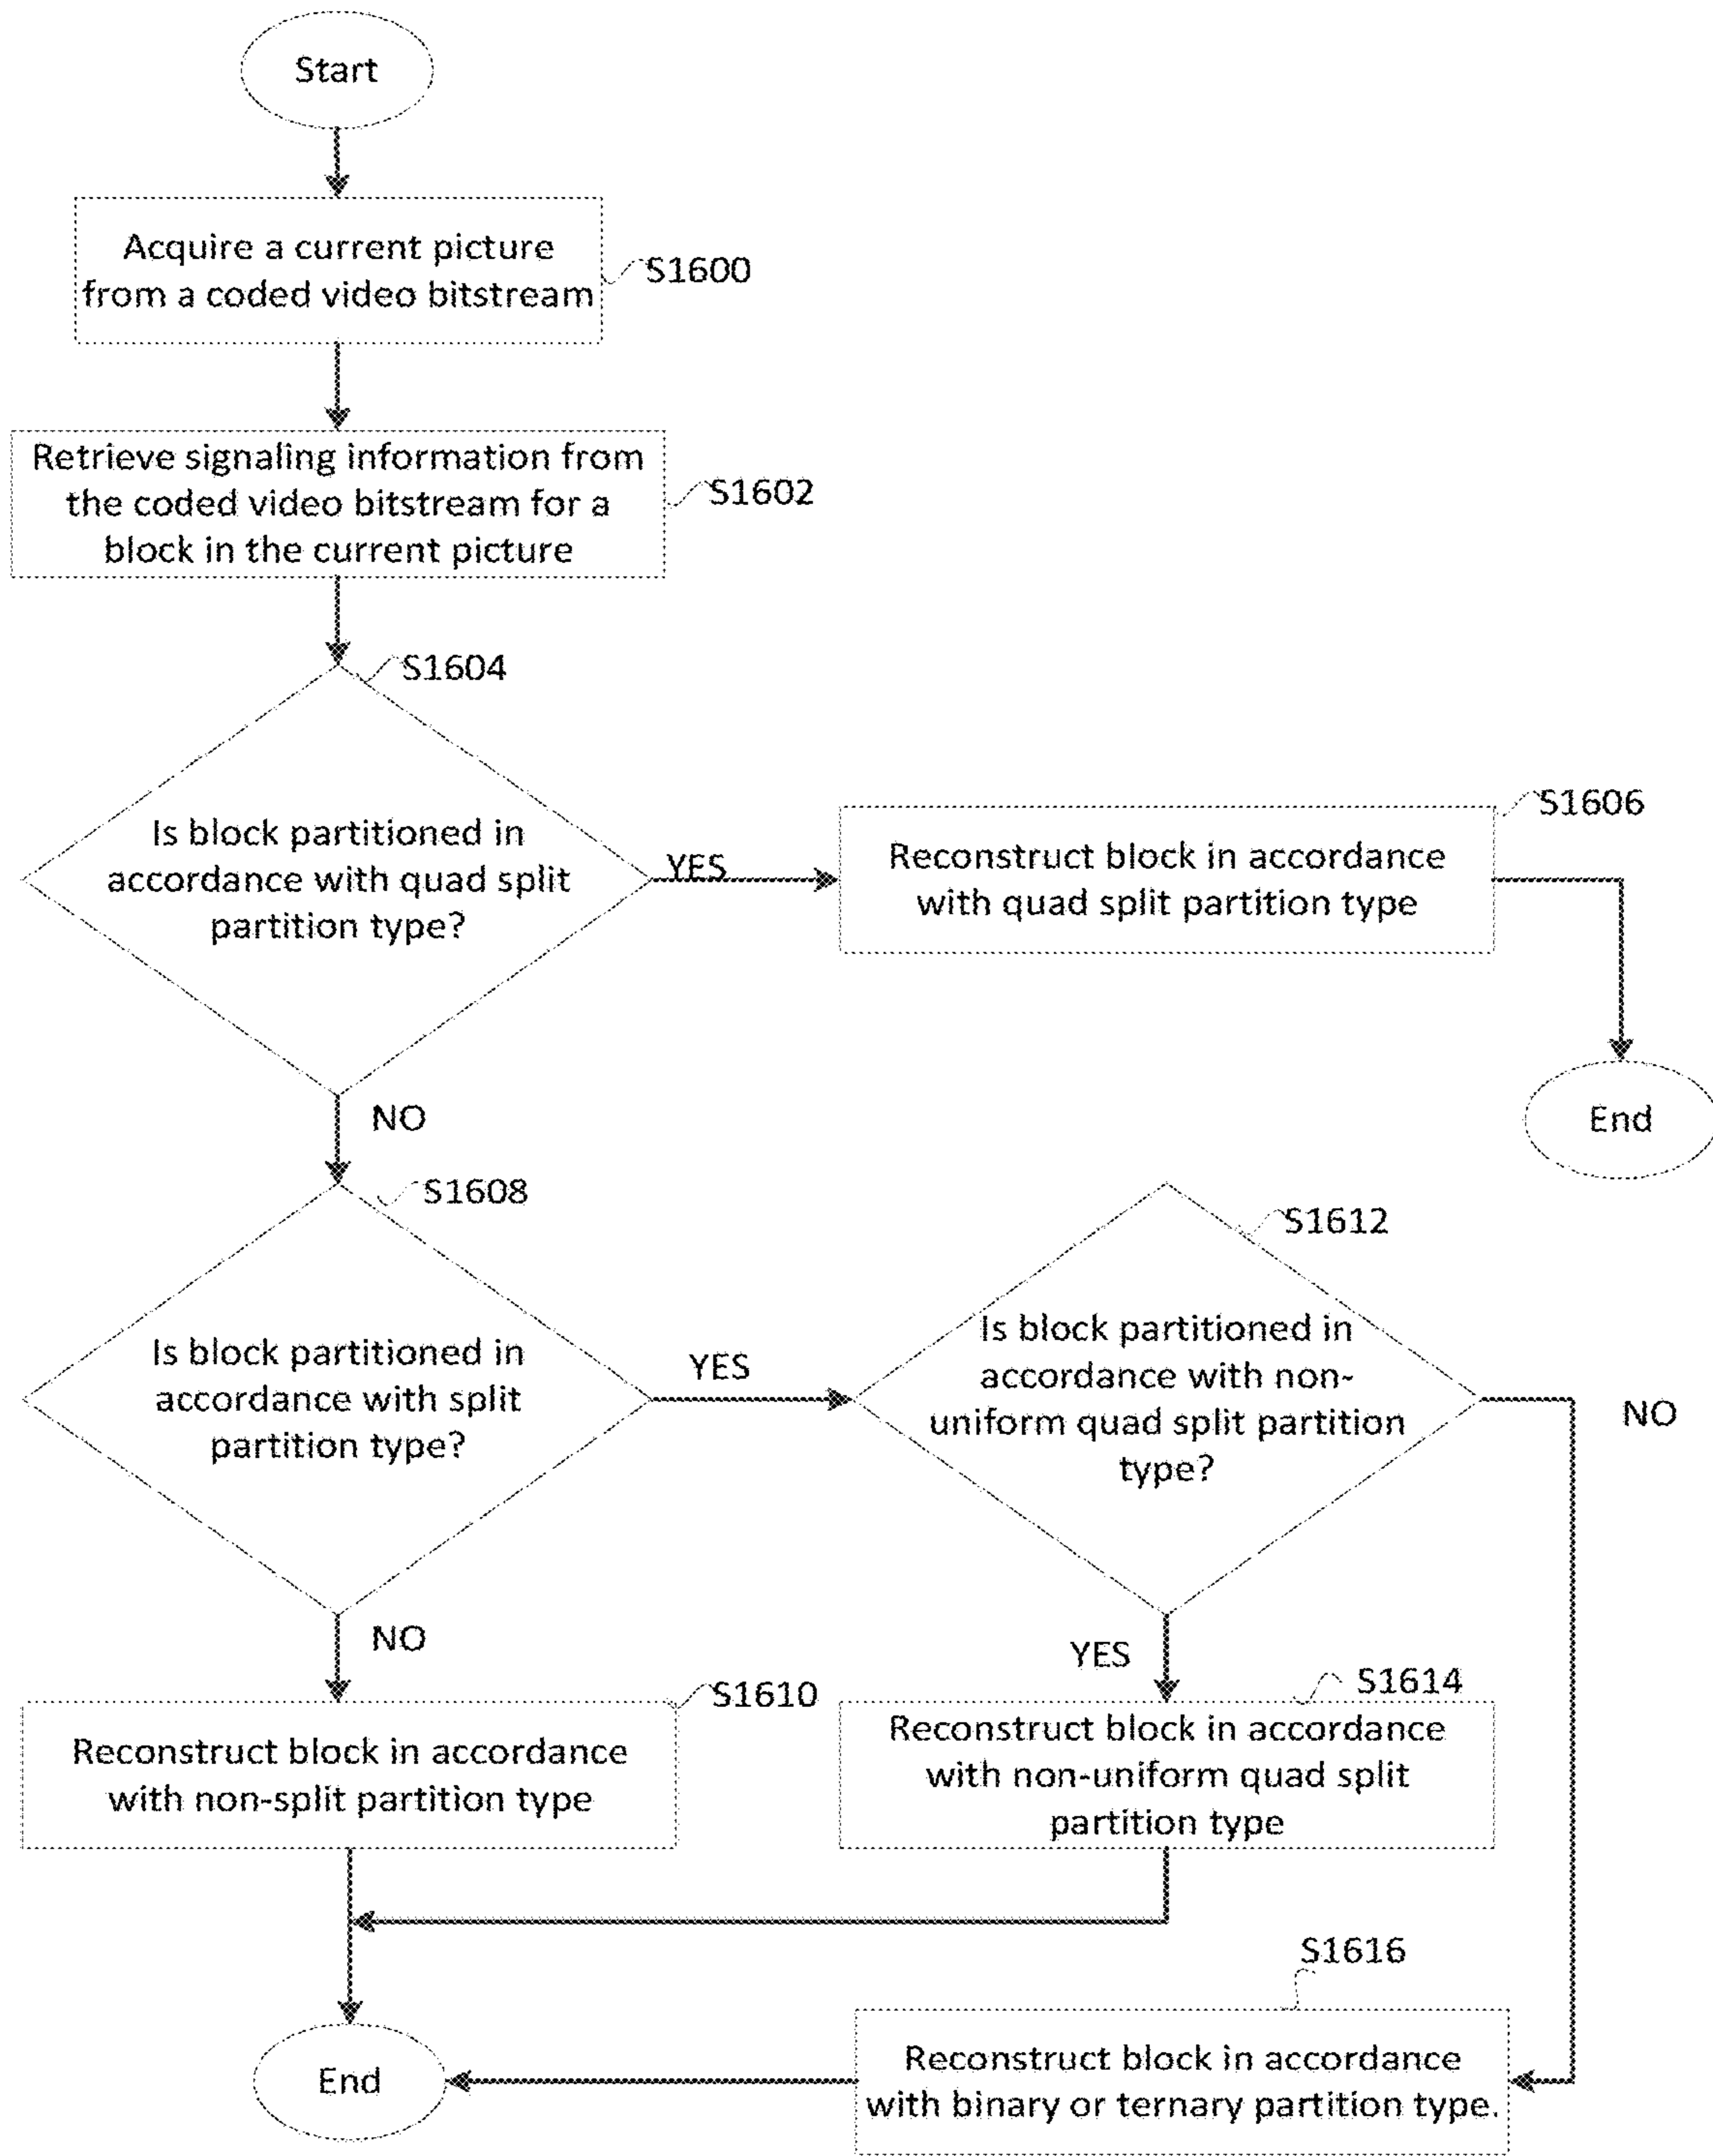 Start
Acquire a current picture
from a coded video bitstream
S1600
Retrieve signaling information from
the coded video bitstream for a
block in the current picture
S1602
S1604
Is block partitioned in
accordance with quad split
partition type?
YES
S1606
Reconstruct block in accordance
with quad split partition type
End
NO
S1608
Is block partitioned in
accordance with split
partition type?
YES
S1612
Is block partitioned in
accordance with non-
uniform quad split partition
type?
NO
NO
YES
S1610
Reconstruct block in accordance
with non-split partition type
S1614
Reconstruct block in accordance
with non-uniform quad split
partition type
S1616
Reconstruct block in accordance
with binary or ternary partition type.
End